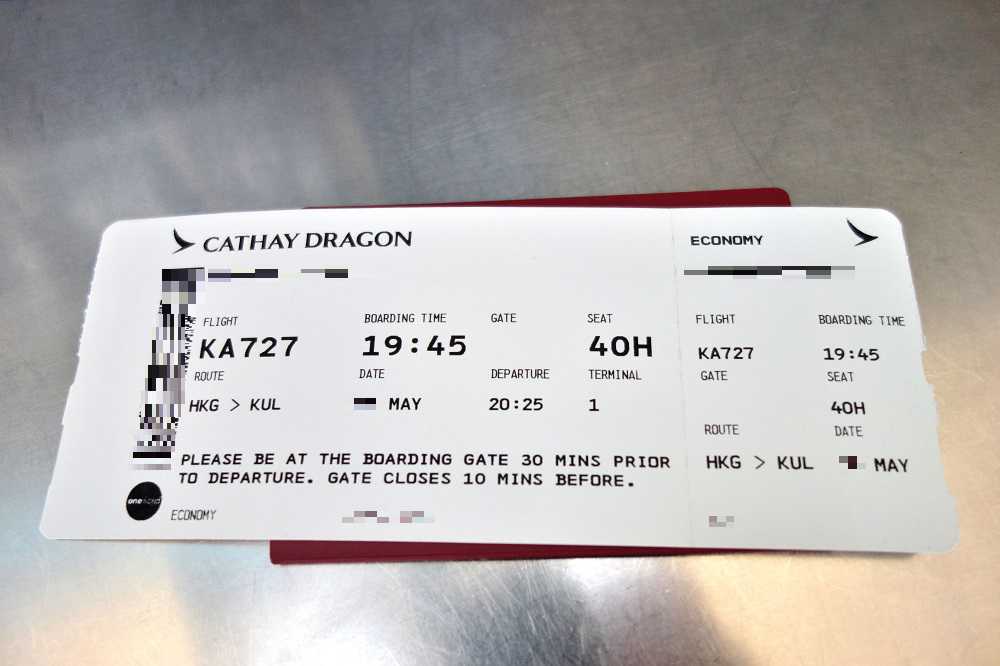 CATHAY DRAGON
FLIGHT BOARDING TIME GATE SEAT
KA727 19:45 40H
ROUTE DATE DEPARTURE TERMINAL
HKG > KUL MAY 20:25 1
PLEASE BE AT THE BOARDING GATE 30 MINS PRIOR
TO DEPARTURE. GATE CLOSES 10 MINS BEFORE.
ECONOMY
ECONOMY
FLIGHT BOARDING TIME
KA727 19:45
GATE SEAT
40H
ROUTE DATE
HKG > KUL MAY